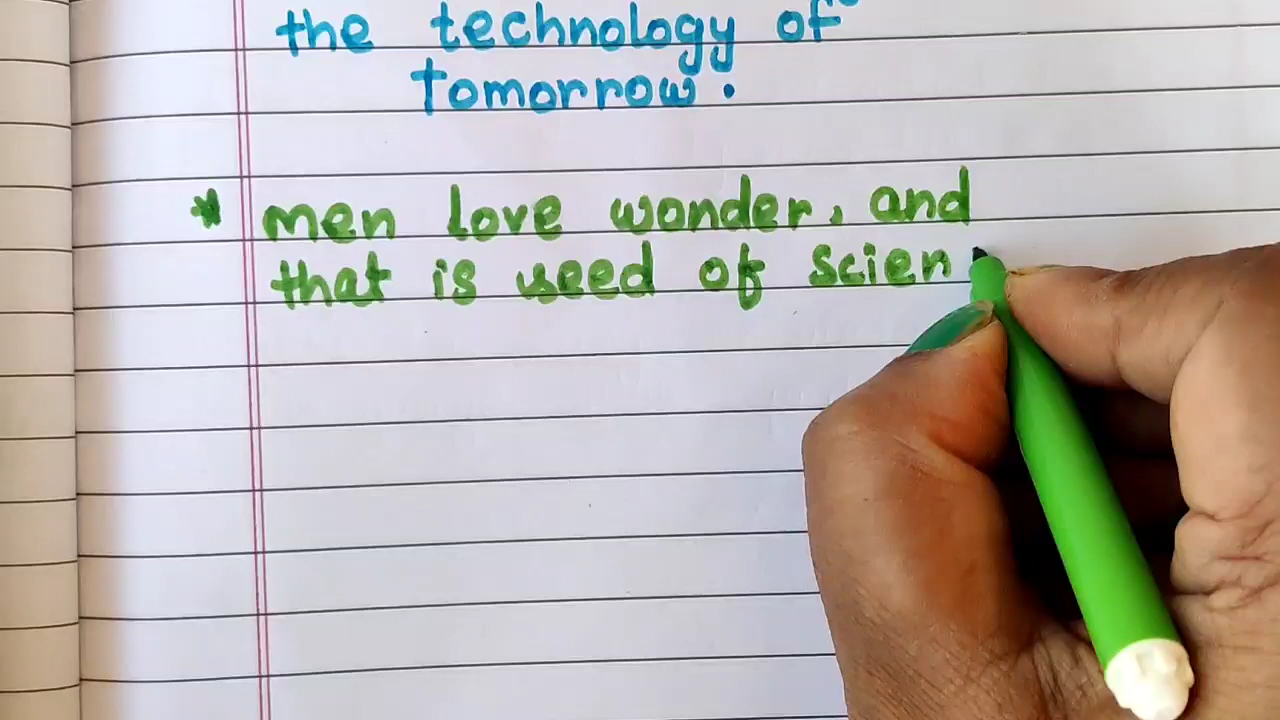 the technology of
tomorrow.
* men love wonder, and
that is seed of scien